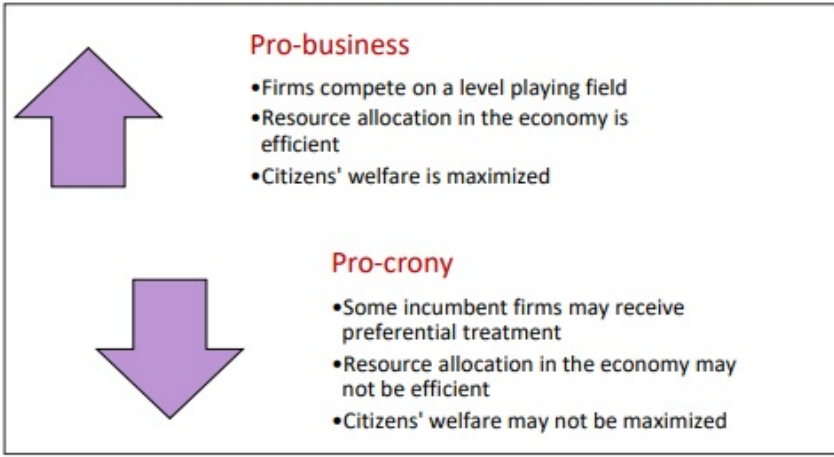 Pro-business
•Firms compete on a level playing field
•Resource allocation in the economy is
efficient
•Citizens' welfare is maximized
Pro-crony
•Some incumbent firms may receive
preferential treatment
•Resource allocation in the economy may
not be efficient
•Citizens' welfare may not be maximized